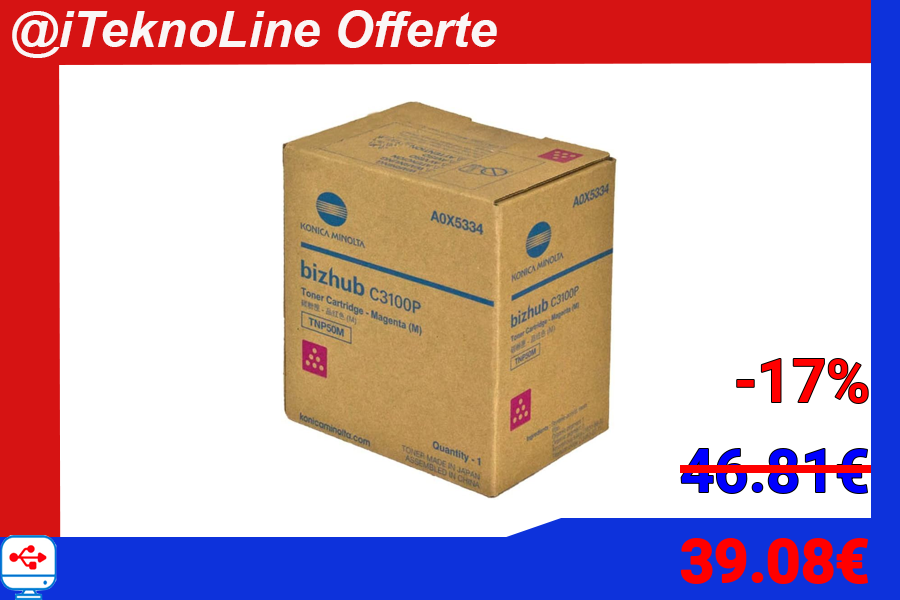 @iTeknoLine Offerte
KONICA MINOLTA
A0X5334
bizhub C3100P
Toner Cartridge - Magenta (M)
TNP50M
konicaminolta.com
Quantity - 1
TONER MADE IN JAPAN
ASSEMBLED IN CHINA
A0X5334
KONICA MINOLTA
bizhub C3100P
Toner Cartridge - Magenta (M)
TNP50M
Ingredients:
-17%
46.81€
39.08€